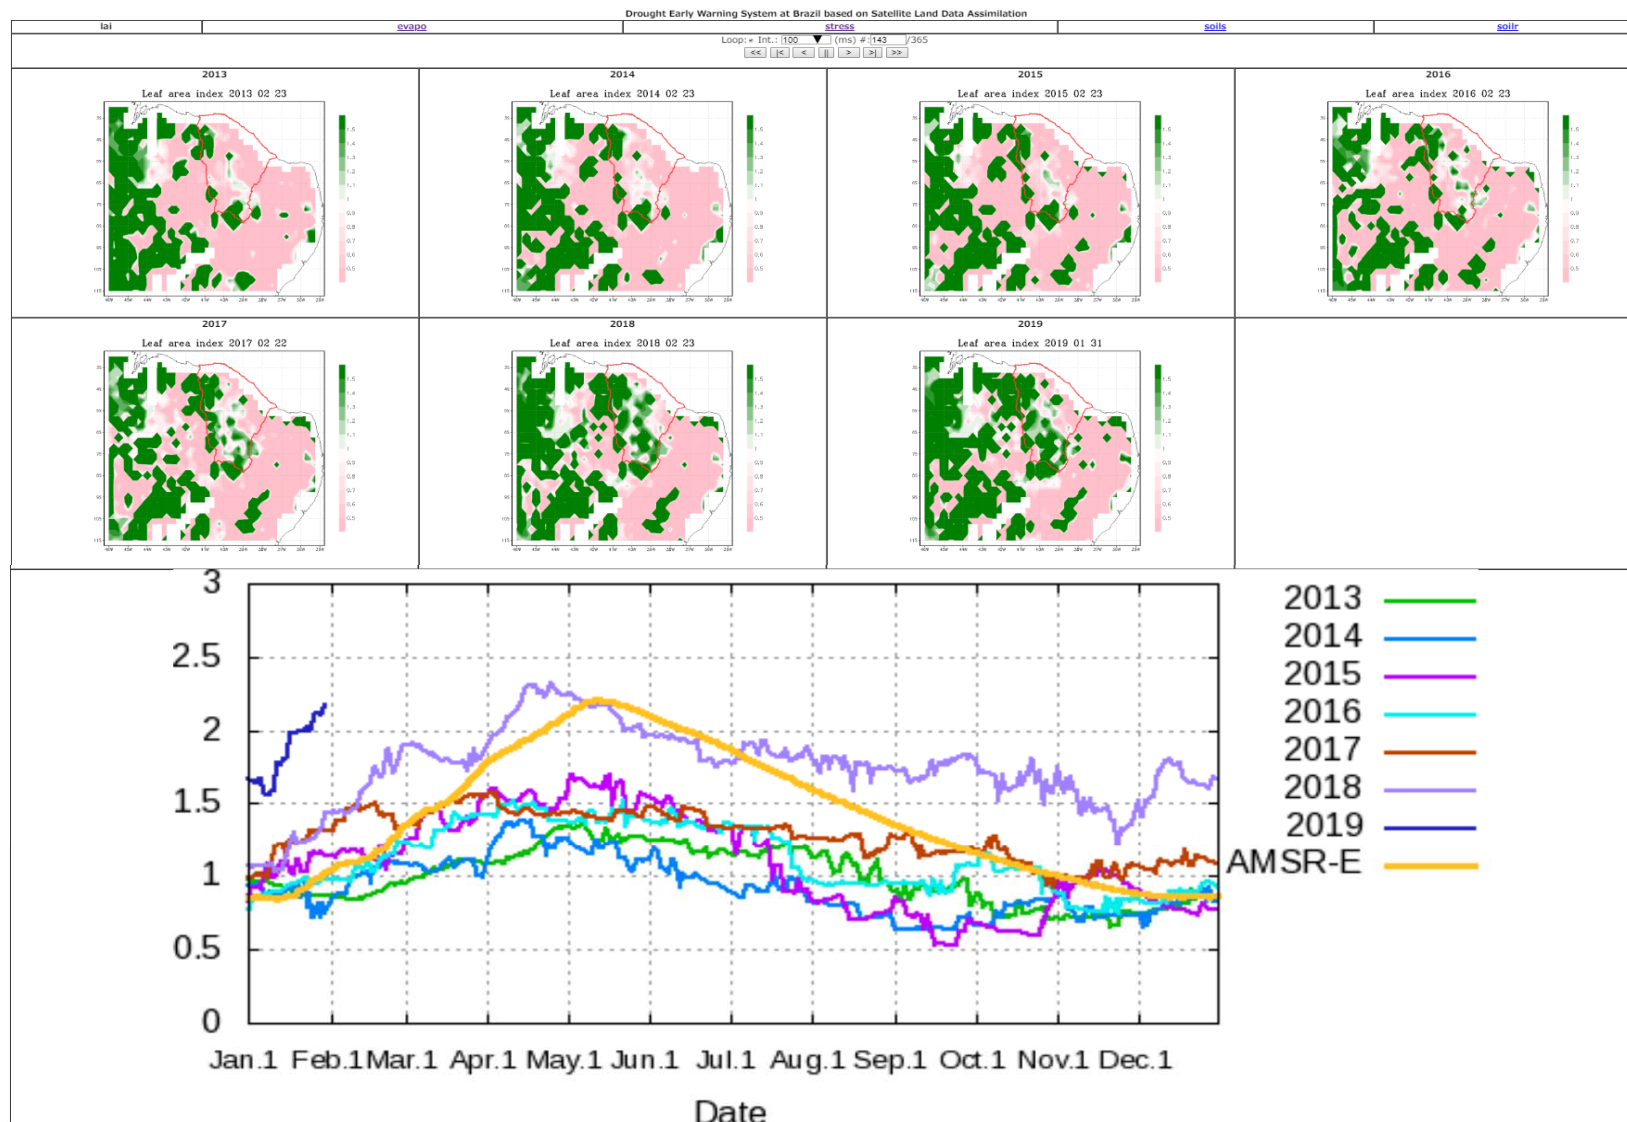 Drought Early Warning System at Brazil based on Satellite Land Data Assimilation
lai evapo stress soils soilr
Loop: Int.: 100 (ms) #:143 /365
<< |< < || > >| >>
2013 2014 2015 2016
Leaf area index 2013 02 23 Leaf area index 2014 02 23 Leaf area index 2015 02 23 Leaf area index 2016 02 23
2017 2018 2019
Leaf area index 2017 02 22 Leaf area index 2018 02 23 Leaf area index 2019 01 31
3
2.5
2
1.5
1
0.5
0
Jan.1 Feb.1 Mar.1 Apr.1 May.1 Jun.1 Jul.1 Aug.1 Sep.1 Oct.1 Nov.1 Dec.1
Date
2013
2014
2015
2016
2017
2018
2019
AMSR-E